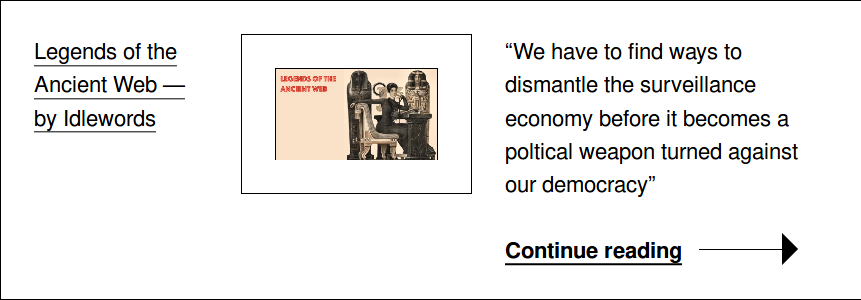 Legends of the
Ancient Web —
by Idlewords
LEGENDS OF THE
ANCIENT WEB
“We have to find ways to
dismantle the surveillance
economy before it becomes a
poltical weapon turned against
our democracy”
Continue reading